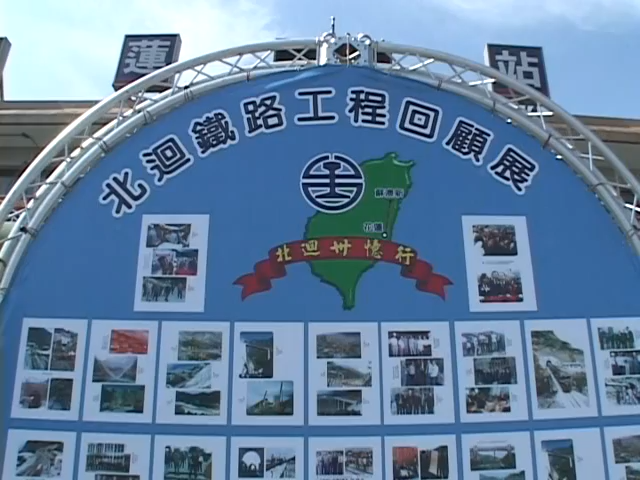 蓮
站
北迴鐵路工程回顧展
蘇澳新
花蓮
北迴卅憶行